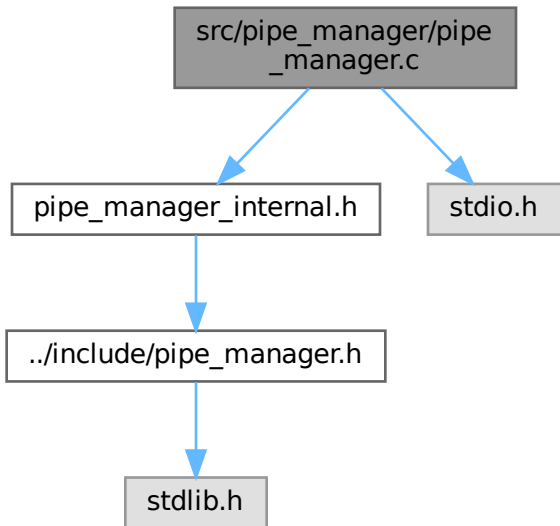 src/pipe_manager/pipe
_manager.c
pipe_manager_internal.h
stdio.h
../include/pipe_manager.h
stdlib.h